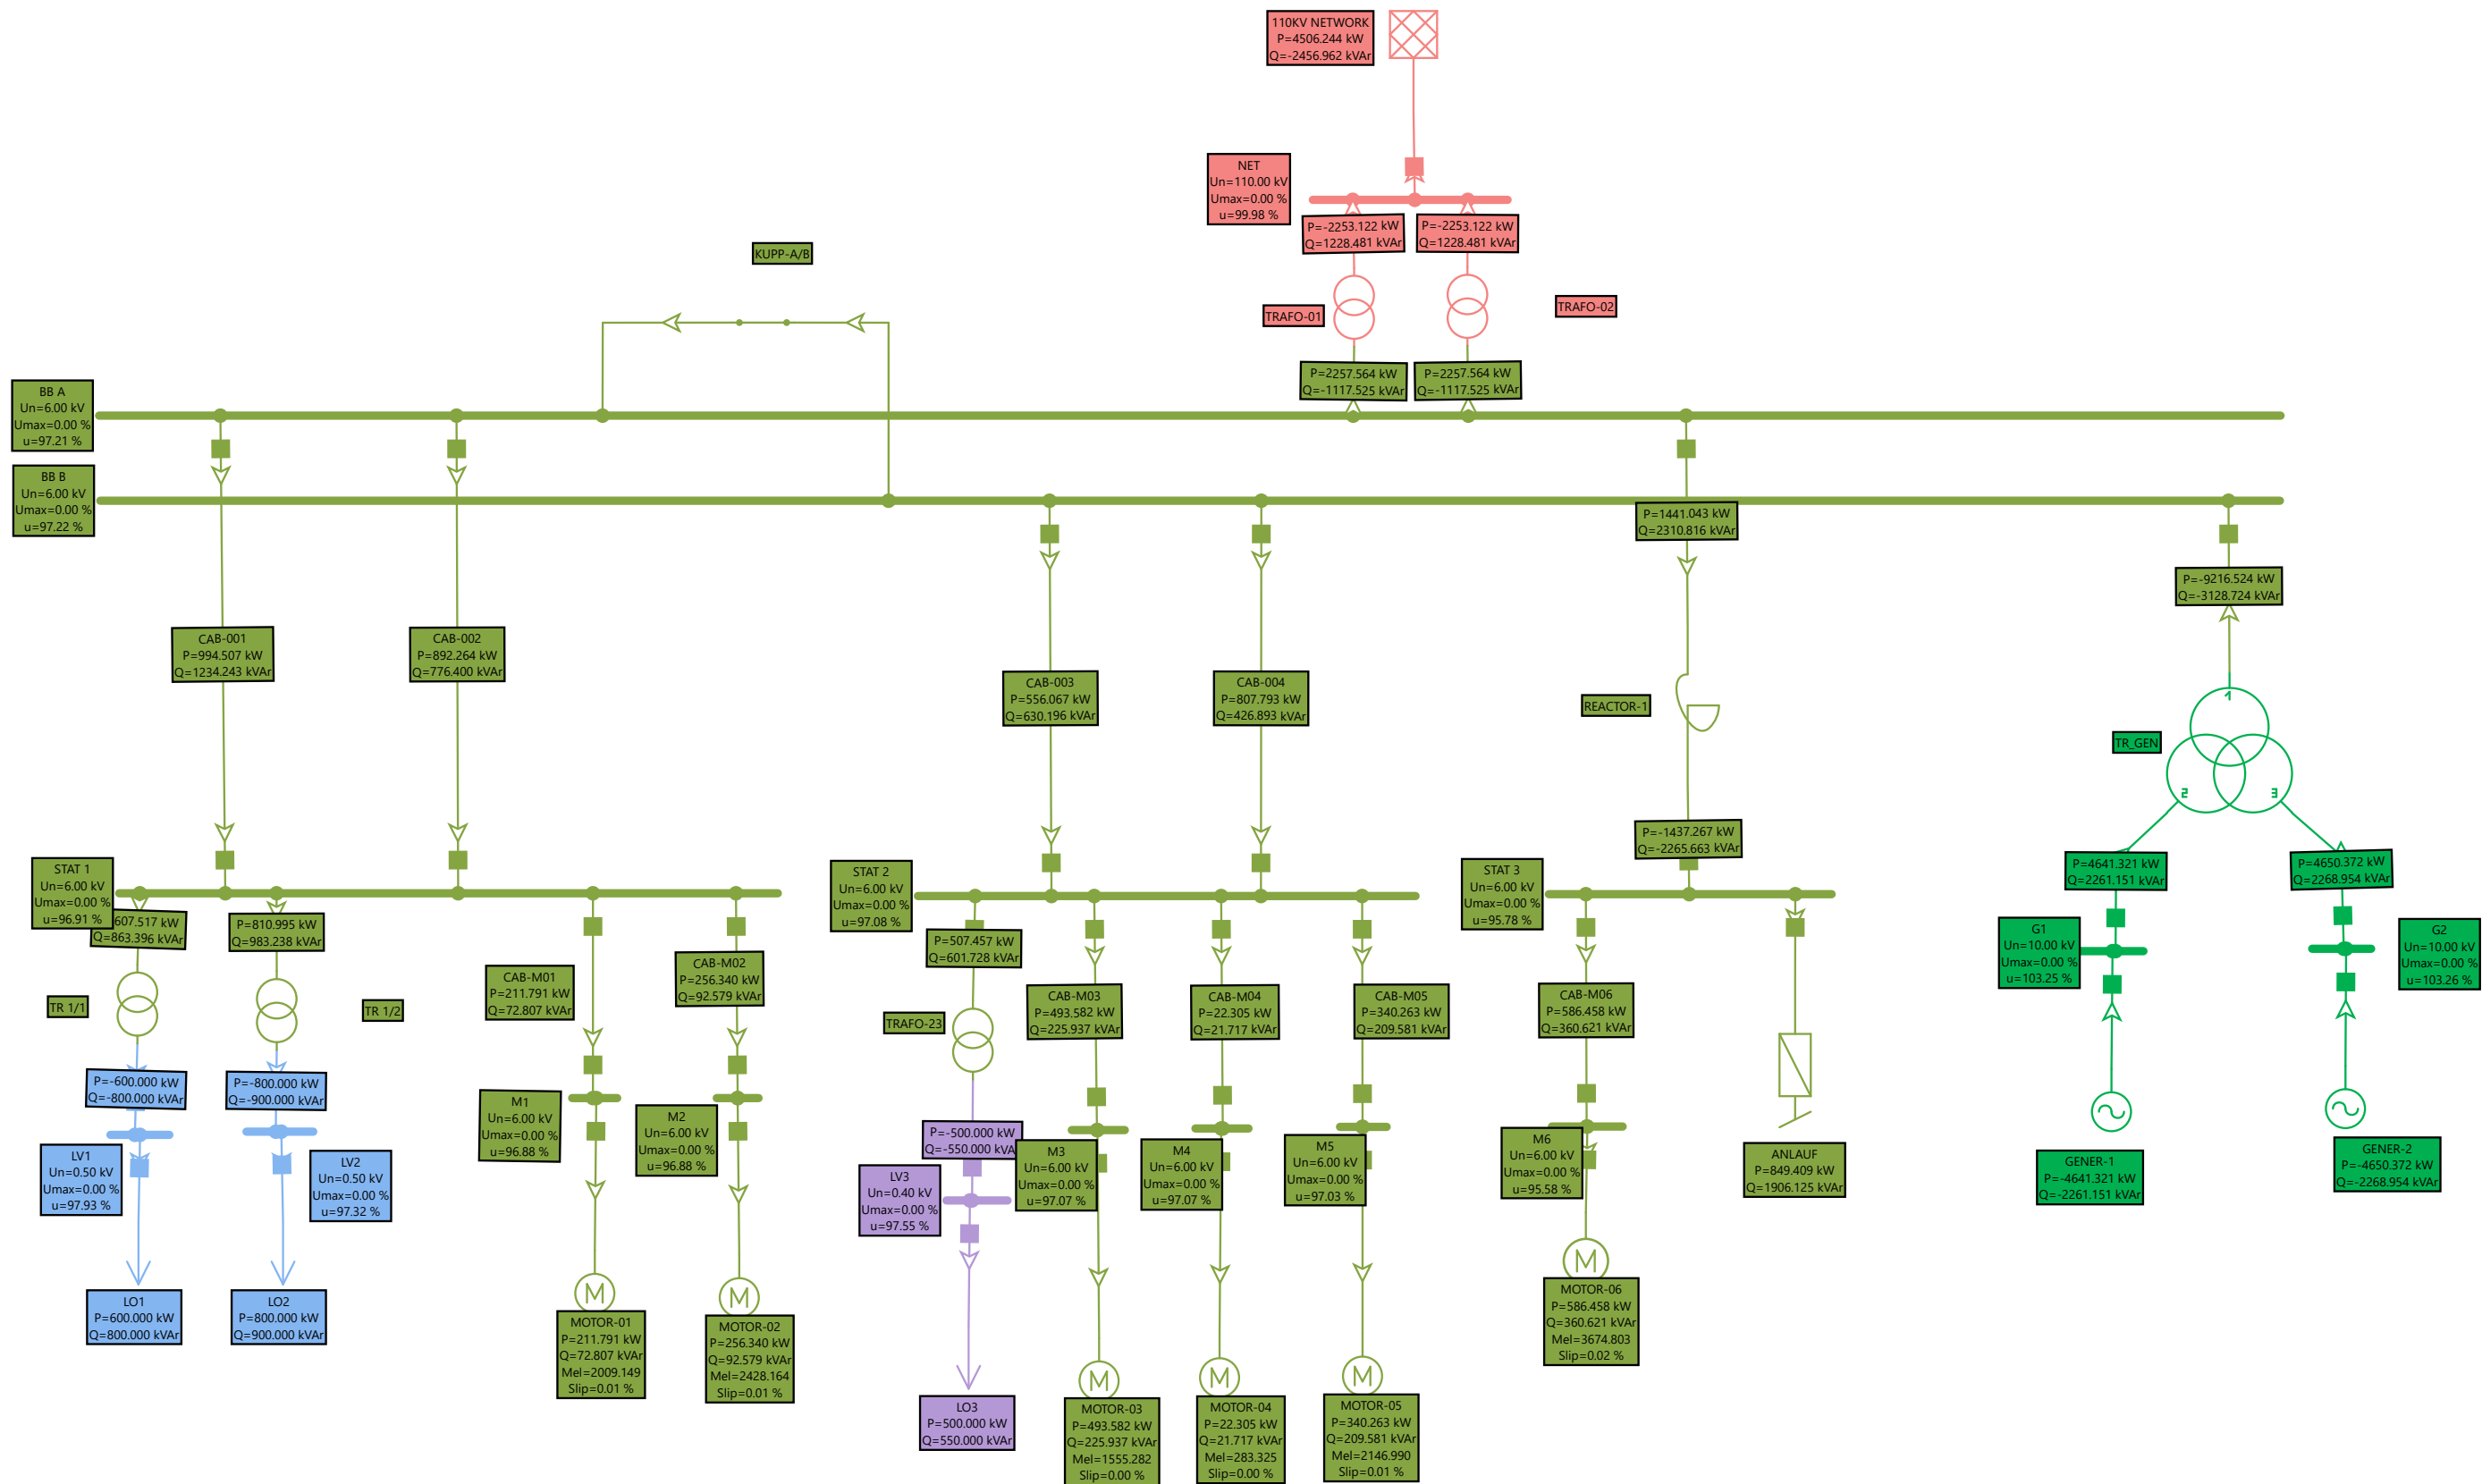 110KV NETWORK
P=4506.244 kW
Q=-2456.962 kVAr
NET
Un=110.00 kV
Umax=0.00 %
u=99.98 %
P=-2253.122 kW
Q=1228.481 kVAr
P=-2253.122 kW
Q=1228.481 kVAr
KUPP-A/B
TRAFO-01
TRAFO-02
P=2257.564 kW
Q=-1117.525 kVAr
P=2257.564 kW
Q=-1117.525 kVAr
BB A
Un=6.00 kV
Umax=0.00 %
u=97.21 %
BB B
Un=6.00 kV
Umax=0.00 %
u=97.22 %
P=1441.043 kW
Q=2310.816 kVAr
P=-9216.524 kW
Q=-3128.724 kVAr
CAB-001
P=994.507 kW
Q=1234.243 kVAr
CAB-002
P=892.264 kW
Q=776.400 kVAr
CAB-003
P=556.067 kW
Q=630.196 kVAr
CAB-004
P=807.793 kW
Q=426.893 kVAr
REACTOR-1
TR_GEN
1
2
3
P=-1437.267 kW
Q=-2265.663 kVAr
P=4641.321 kW
Q=2261.151 kVAr
P=4650.372 kW
Q=2268.954 kVAr
STAT 1
Un=6.00 kV
Umax=0.00 %
u=96.91 %
607.517 kW
Q=863.396 kVAr
P=810.995 kW
Q=983.238 kVAr
STAT 2
Un=6.00 kV
Umax=0.00 %
u=97.08 %
P=507.457 kW
Q=601.728 kVAr
STAT 3
Un=6.00 kV
Umax=0.00 %
u=95.78 %
G1
Un=10.00 kV
Umax=0.00 %
u=103.25 %
G2
Un=10.00 kV
Umax=0.00 %
u=103.26 %
TR 1/1
TR 1/2
CAB-M01
P=211.791 kW
Q=72.807 kVAr
CAB-M02
P=256.340 kW
Q=92.579 kVAr
TRAFO-23
CAB-M03
P=493.582 kW
Q=225.937 kVAr
CAB-M04
P=22.305 kW
Q=21.717 kVAr
CAB-M05
P=340.263 kW
Q=209.581 kVAr
CAB-M06
P=586.458 kW
Q=360.621 kVAr
P=-600.000 kW
Q=-800.000 kVAr
P=-800.000 kW
Q=-900.000 kVAr
M1
Un=6.00 kV
Umax=0.00 %
u=96.88 %
M2
Un=6.00 kV
Umax=0.00 %
u=96.88 %
P=-500.000 kW
Q=-550.000 kVA
M3
Un=6.00 kV
Umax=0.00 %
u=97.07 %
M4
Un=6.00 kV
Umax=0.00 %
u=97.07 %
M5
Un=6.00 kV
Umax=0.00 %
u=97.03 %
M6
Un=6.00 kV
Umax=0.00 %
u=95.58 %
ANLAUF
P=849.409 kW
Q=1906.125 kVAr
GENER-1
P=-4641.321 kW
Q=-2261.151 kVAr
GENER-2
P=-4650.372 kW
Q=-2268.954 kVAr
LV1
Un=0.50 kV
Umax=0.00 %
u=97.93 %
LV2
Un=0.50 kV
Umax=0.00 %
u=97.32 %
LV3
Un=0.40 kV
Umax=0.00 %
u=97.55 %
LO1
P=600.000 kW
Q=800.000 kVAr
LO2
P=800.000 kW
Q=900.000 kVAr
M
MOTOR-01
P=211.791 kW
Q=72.807 kVAr
Mel=2009.149
Slip=0.01 %
M
MOTOR-02
P=256.340 kW
Q=92.579 kVAr
Mel=2428.164
Slip=0.01 %
M
MOTOR-06
P=586.458 kW
Q=360.621 kVAr
Mel=3674.803
Slip=0.02 %
LO3
P=500.000 kW
Q=550.000 kVAr
M
MOTOR-03
P=493.582 kW
Q=225.937 kVAr
Mel=1555.282
Slip=0.00 %
M
MOTOR-04
P=22.305 kW
Q=21.717 kVAr
Mel=283.325
Slip=0.00 %
M
MOTOR-05
P=340.263 kW
Q=209.581 kVAr
Mel=2146.990
Slip=0.01 %